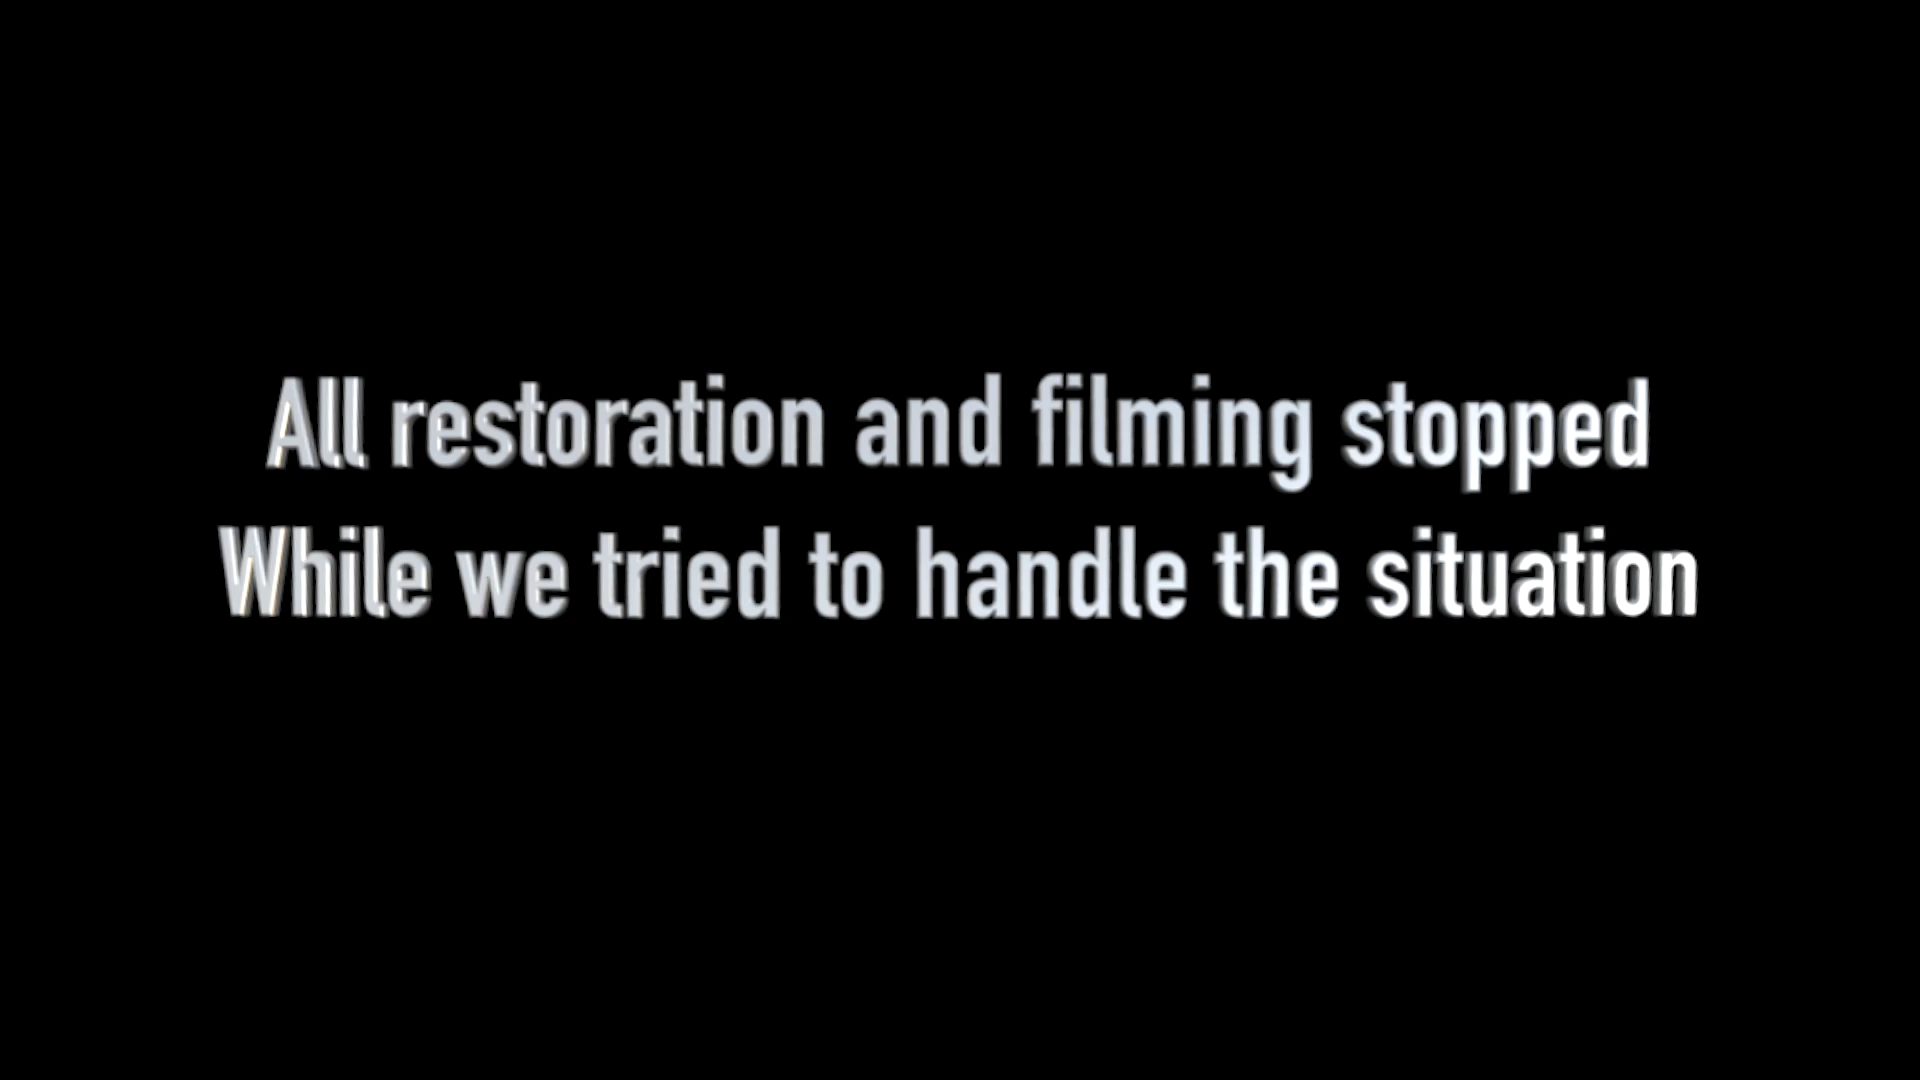 All restoration and filming stopped
While we tried to handle the situation